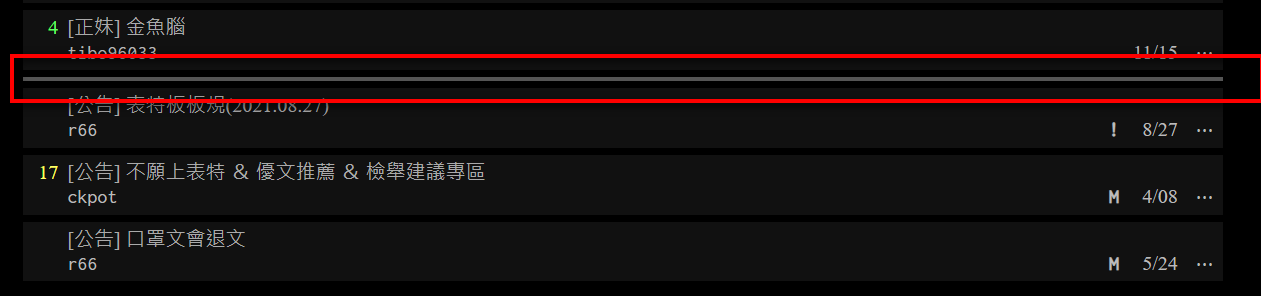 4 [正妹] 金魚腦
tibo96033 11/15 ...
[公告] 表特板板規(2021.08.27)
r66 ! 8/27 ...
17 [公告] 不願上表特 & 優文推薦 & 檢舉建議專區
ckpot M 4/08 ...
[公告] 口罩文會退文
r66 M 5/24 ...